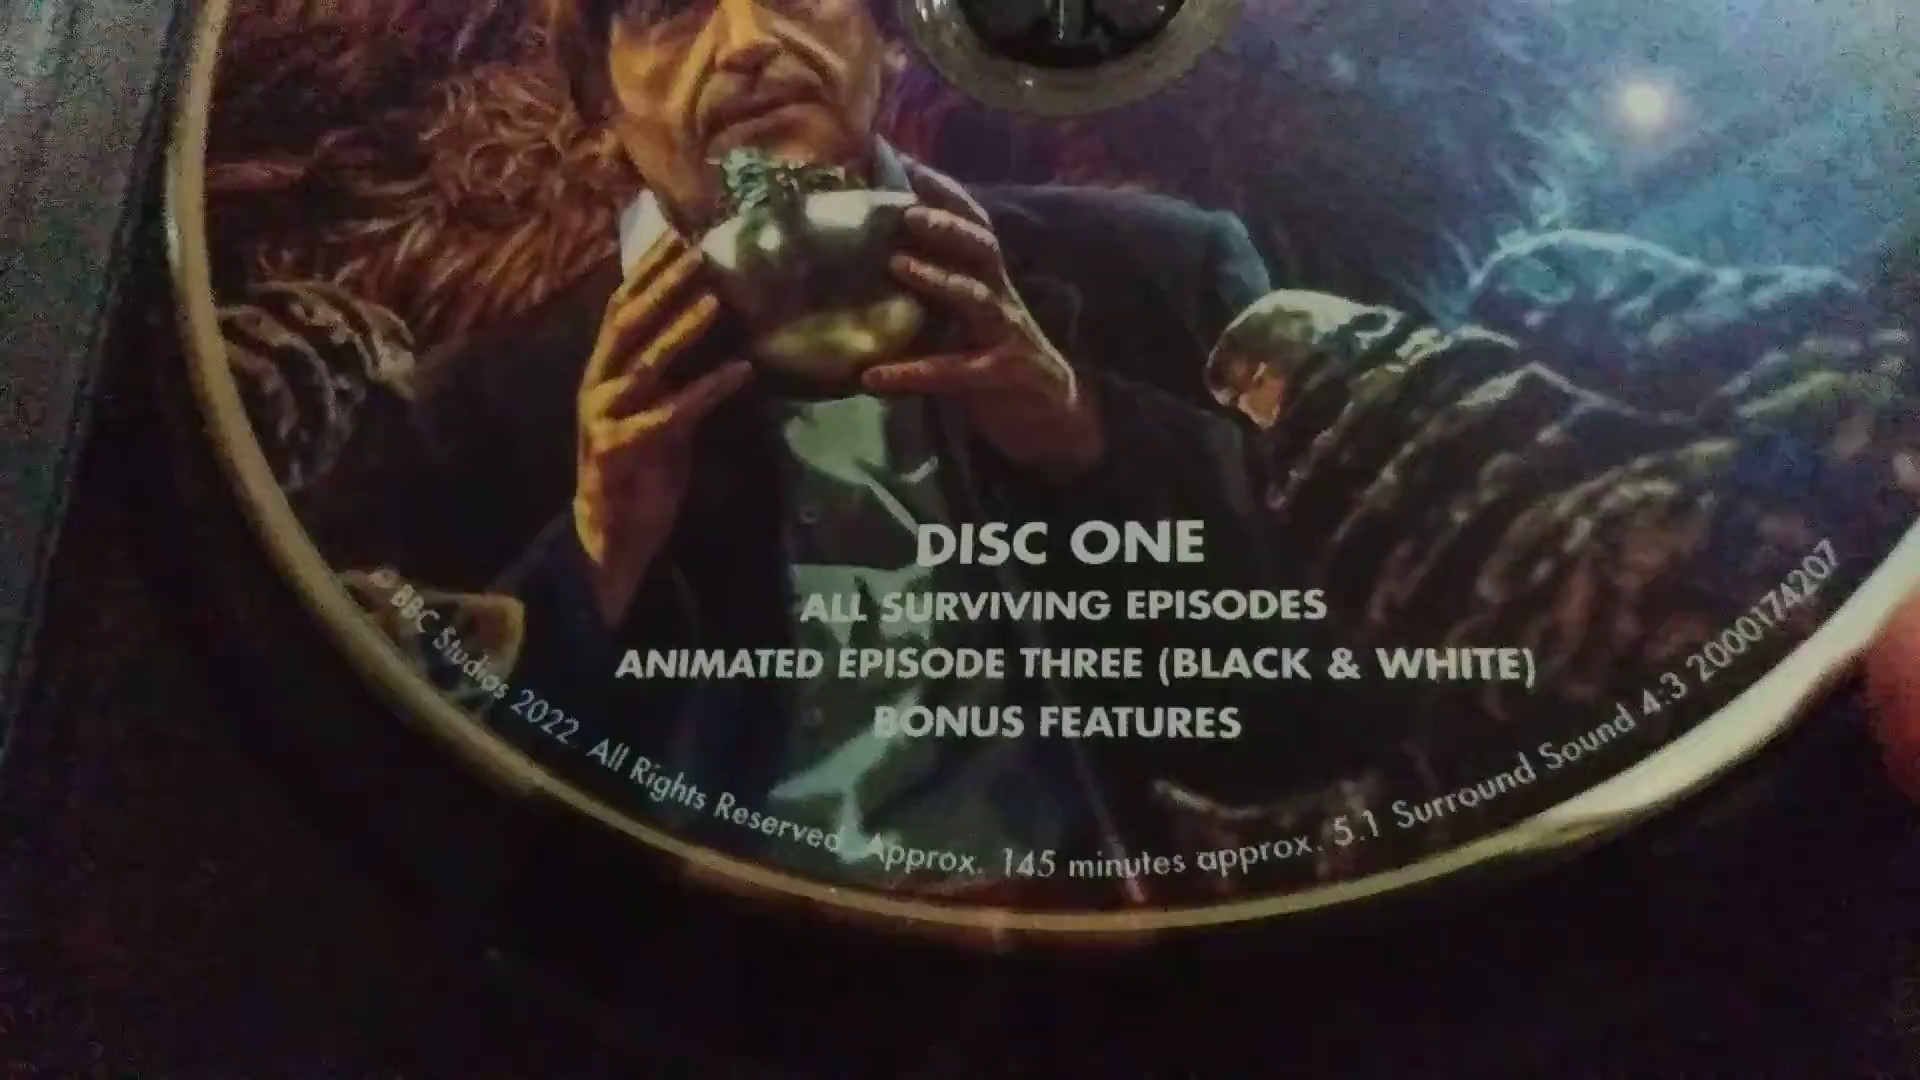 DISC ONE
ALL SURVIVING EPISODES
ANIMATED EPISODE THREE (BLACK & WHITE)
BONUS FEATURES
© BBC Studios 2022. All Rights Reserved. Approx. 145 minutes approx. 5.1 Surround Sound 4:3 2000174207